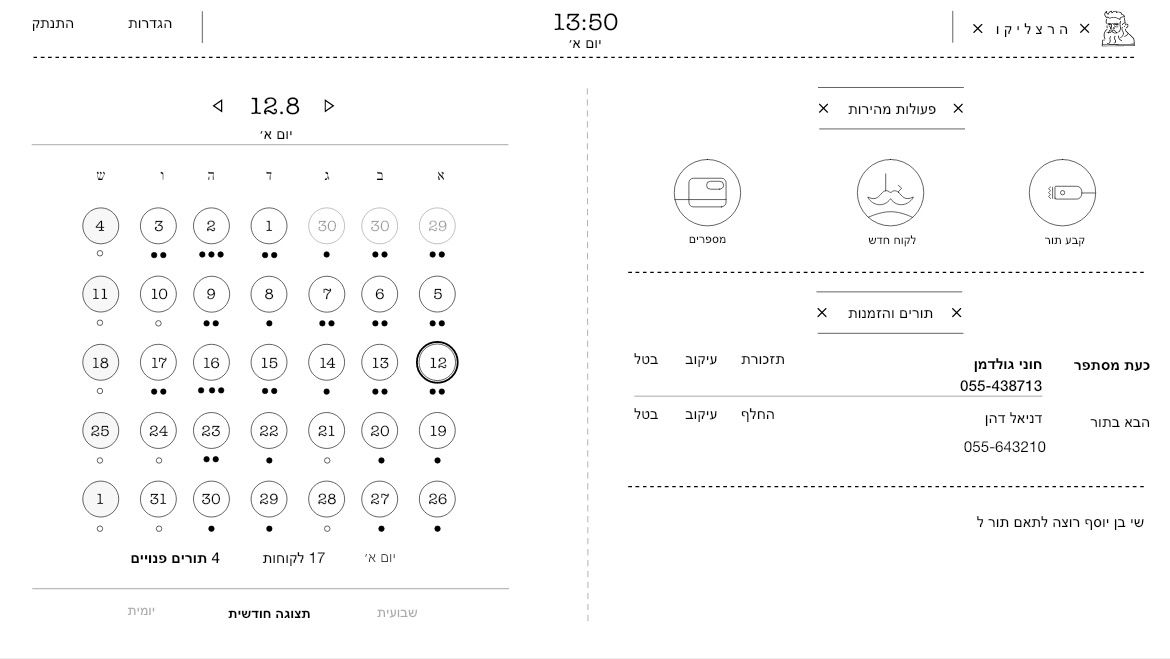 הרצליקו
13:50
יום א׳
הגדרות
התנתק
פעולות מהירות
קבע תור
לקוח חדש
מספרים
תורים והזמנות
כעת מסתפר
חוני גולדמן
תזכורת
עיקוב
בטל
055-438713
הבא בתור
דניאל דהן
החלף
עיקוב
בטל
055-643210
שי בן יוסף רוצה לתאם תור ל
12.8
יום א׳
א ב ג ד ה ו ש
29 30 30 1 2 3 4
5 6 7 8 9 10 11
12 13 14 15 16 17 18
19 20 21 22 23 24 25
26 27 28 29 30 31 1
יום א׳
17 לקוחות
4 תורים פנויים
שבועית
תצוגה חודשית
יומית